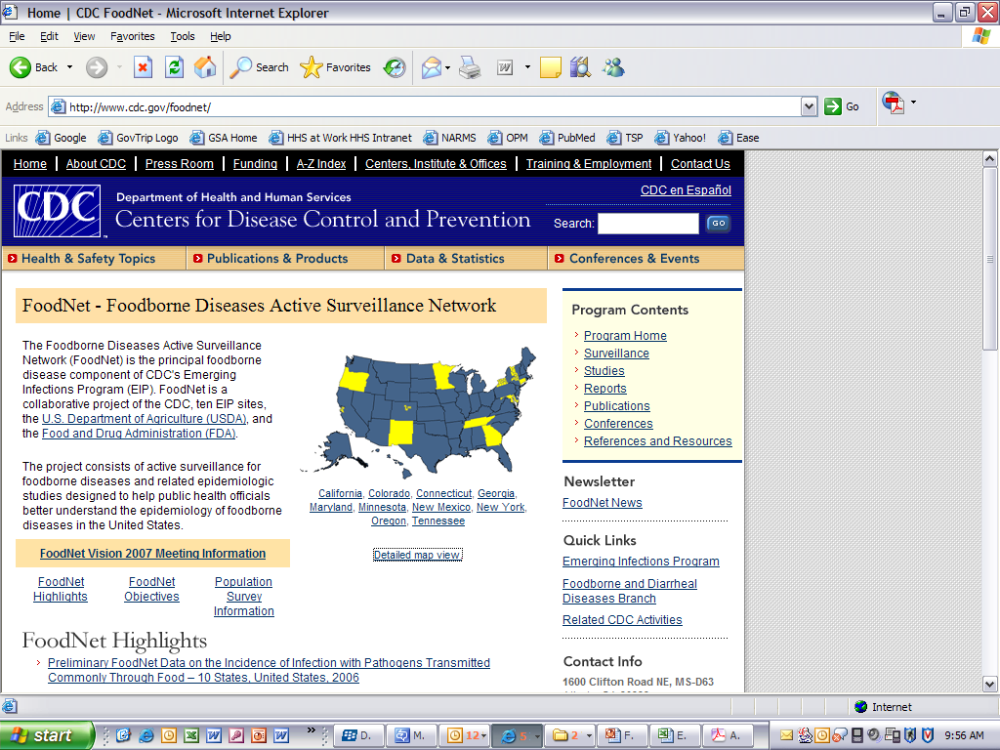 Home | CDC FoodNet - Microsoft Internet Explorer
File Edit View Favorites Tools Help
Back Search Favorites
Address http://www.cdc.gov/foodnet/ Go
Links Google GovTrip Logo GSA Home HHS at Work HHS Intranet NARMS OPM PubMed TSP Yahoo! Ease
Home | About CDC | Press Room | Funding | A-Z Index | Centers, Institute & Offices | Training & Employment | Contact Us
CDC en Español
CDC
Department of Health and Human Services
Centers for Disease Control and Prevention
Search: GO
Health & Safety Topics Publications & Products Data & Statistics Conferences & Events
FoodNet - Foodborne Diseases Active Surveillance Network
The Foodborne Diseases Active Surveillance
Network (FoodNet) is the principal foodborne
disease component of CDC's Emerging
Infections Program (EIP). FoodNet is a
collaborative project of the CDC, ten EIP sites,
the U.S. Department of Agriculture (USDA), and
the Food and Drug Administration (FDA).
The project consists of active surveillance for
foodborne diseases and related epidemiologic
studies designed to help public health officials
better understand the epidemiology of foodborne
diseases in the United States.
California, Colorado, Connecticut, Georgia,
Maryland, Minnesota, New Mexico, New York,
Oregon, Tennessee
Detailed map view
FoodNet Vision 2007 Meeting Information
FoodNet
Highlights
FoodNet
Objectives
Population
Survey
Information
FoodNet Highlights
Preliminary FoodNet Data on the Incidence of Infection with Pathogens Transmitted
Commonly Through Food – 10 States, United States, 2006
Program Contents
Program Home
Surveillance
Studies
Reports
Publications
Conferences
References and Resources
Newsletter
FoodNet News
Quick Links
Emerging Infections Program
Foodborne and Diarrheal
Diseases Branch
Related CDC Activities
Contact Info
1600 Clifton Road NE, MS-D63
Internet
start D. M. 12 5 2 F. E. A. 9:56 AM